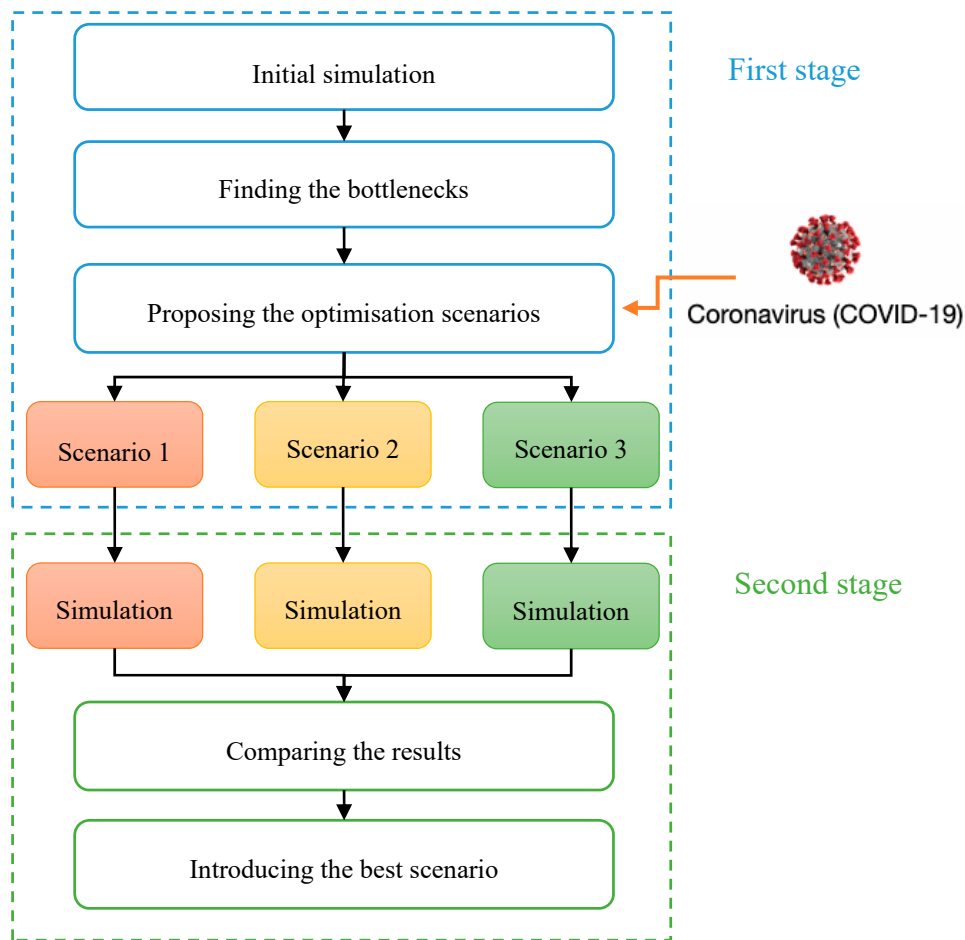 Initial simulation
First stage
Finding the bottlenecks
Proposing the optimisation scenarios
Coronavirus (COVID-19)
Scenario 1
Scenario 2
Scenario 3
Second stage
Simulation
Simulation
Simulation
Comparing the results
Introducing the best scenario